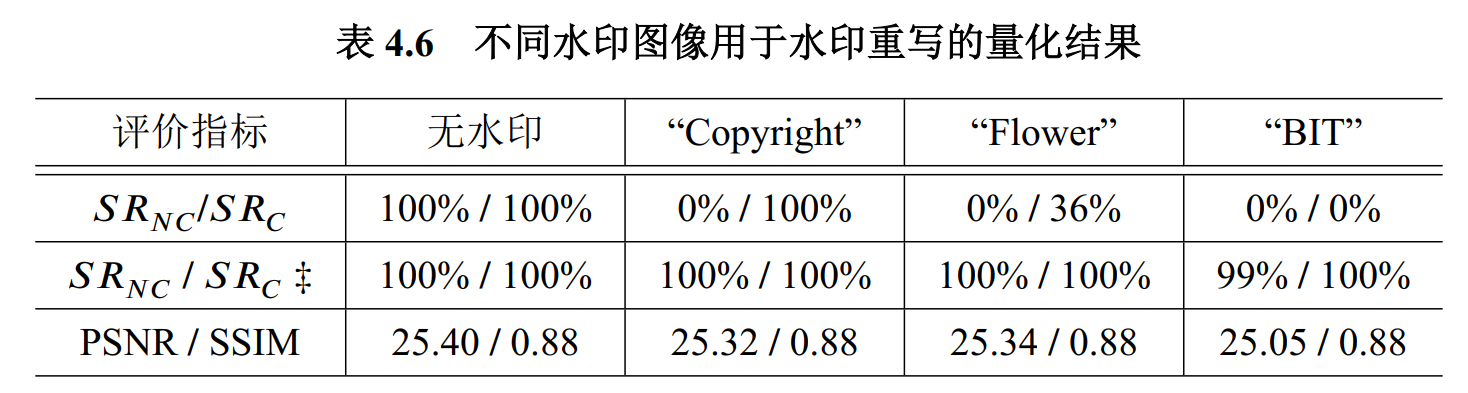 表 4.6 不同水印图像用于水印重写的量化结果
评价指标 无水印 “Copyright” “Flower” “BIT”
SR_NC/SR_C 100% / 100% 0% / 100% 0% / 36% 0% / 0%
SR_NC / SR_C ‡ 100% / 100% 100% / 100% 100% / 100% 99% / 100%
PSNR / SSIM 25.40 / 0.88 25.32 / 0.88 25.34 / 0.88 25.05 / 0.88